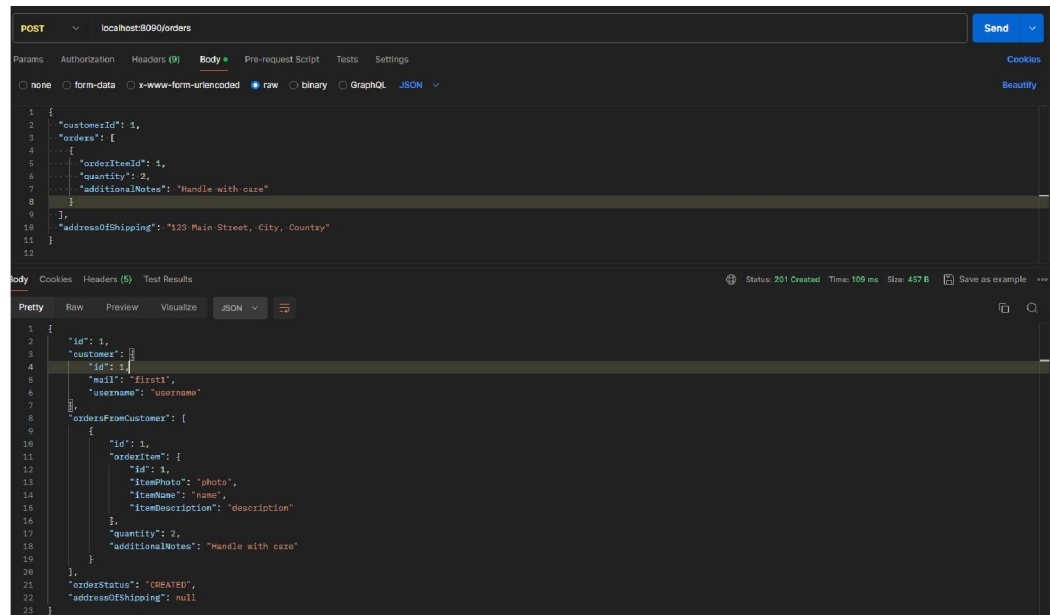 POST localhost:8090/orders Send
Params Authorization Headers (9) Body Pre-request Script Tests Settings Cookies
none form-data x-www-form-urlencoded raw binary GraphQL JSON Beautify
1 {
2 "customerId": 1,
3 "orders": [
4 {
5 "orderItemId": 1,
6 "quantity": 2,
7 "additionalNotes": "Handle with care"
8 }
9 ],
10 "addressOfShipping": "123 Main Street, City, Country"
11 }
12
Body Cookies Headers (5) Test Results Status: 201 Created Time: 109 ms Size: 457 B Save as example
Pretty Raw Preview Visualize JSON
1 {
2 "id": 1,
3 "customer": {
4 "id": 1,
5 "mail": "first1",
6 "username": "username"
7 },
8 "ordersFromCustomer": [
9 {
10 "id": 1,
11 "orderItem": {
12 "id": 1,
13 "itemPhoto": "photo",
14 "itemName": "name",
15 "itemDescription": "description"
16 },
17 "quantity": 2,
18 "additionalNotes": "Handle with care"
19 }
20 ],
21 "orderStatus": "CREATED",
22 "addressOfShipping": null
23 }